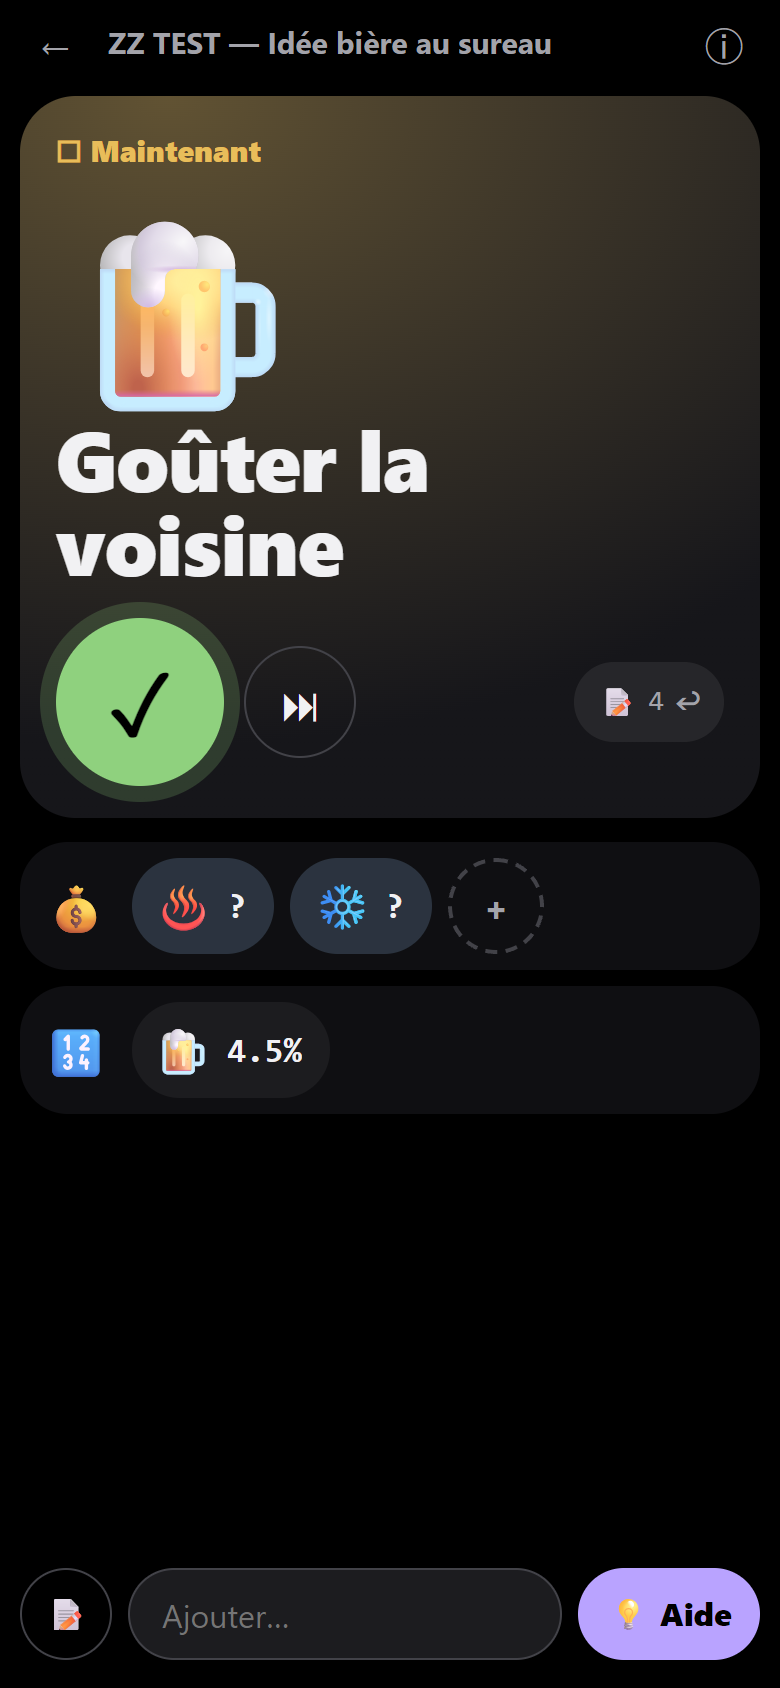 ZZ TEST — Idée bière au sureau
Maintenant
Goûter la
voisine
4
?
?
+
4.5%
Ajouter...
Aide